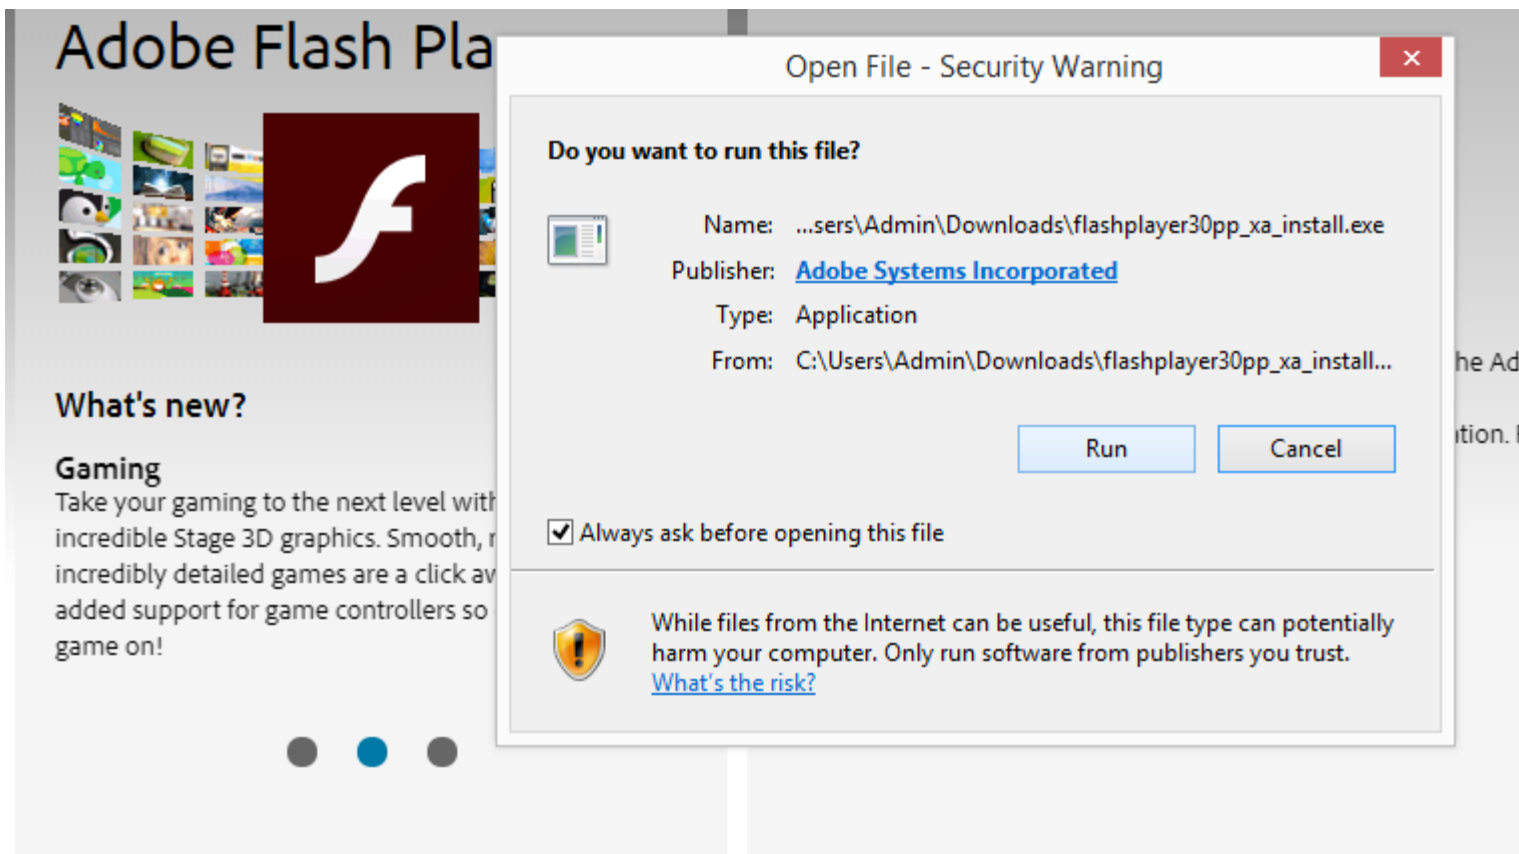 Adobe Flash Pla
What's new?
Gaming
Take your gaming to the next level with
incredible Stage 3D graphics. Smooth,
incredibly detailed games are a click
added support for game controllers so
game on!
Open File - Security Warning
Do you want to run this file?
Name: ...sers\Admin\Downloads\flashplayer30pp_xa_install.exe
Publisher: Adobe Systems Incorporated
Type: Application
From: C:\Users\Admin\Downloads\flashplayer30pp_xa_install...
Run Cancel
Always ask before opening this file
While files from the Internet can be useful, this file type can potentially
harm your computer. Only run software from publishers you trust.
What's the risk?
he Ad
tion.